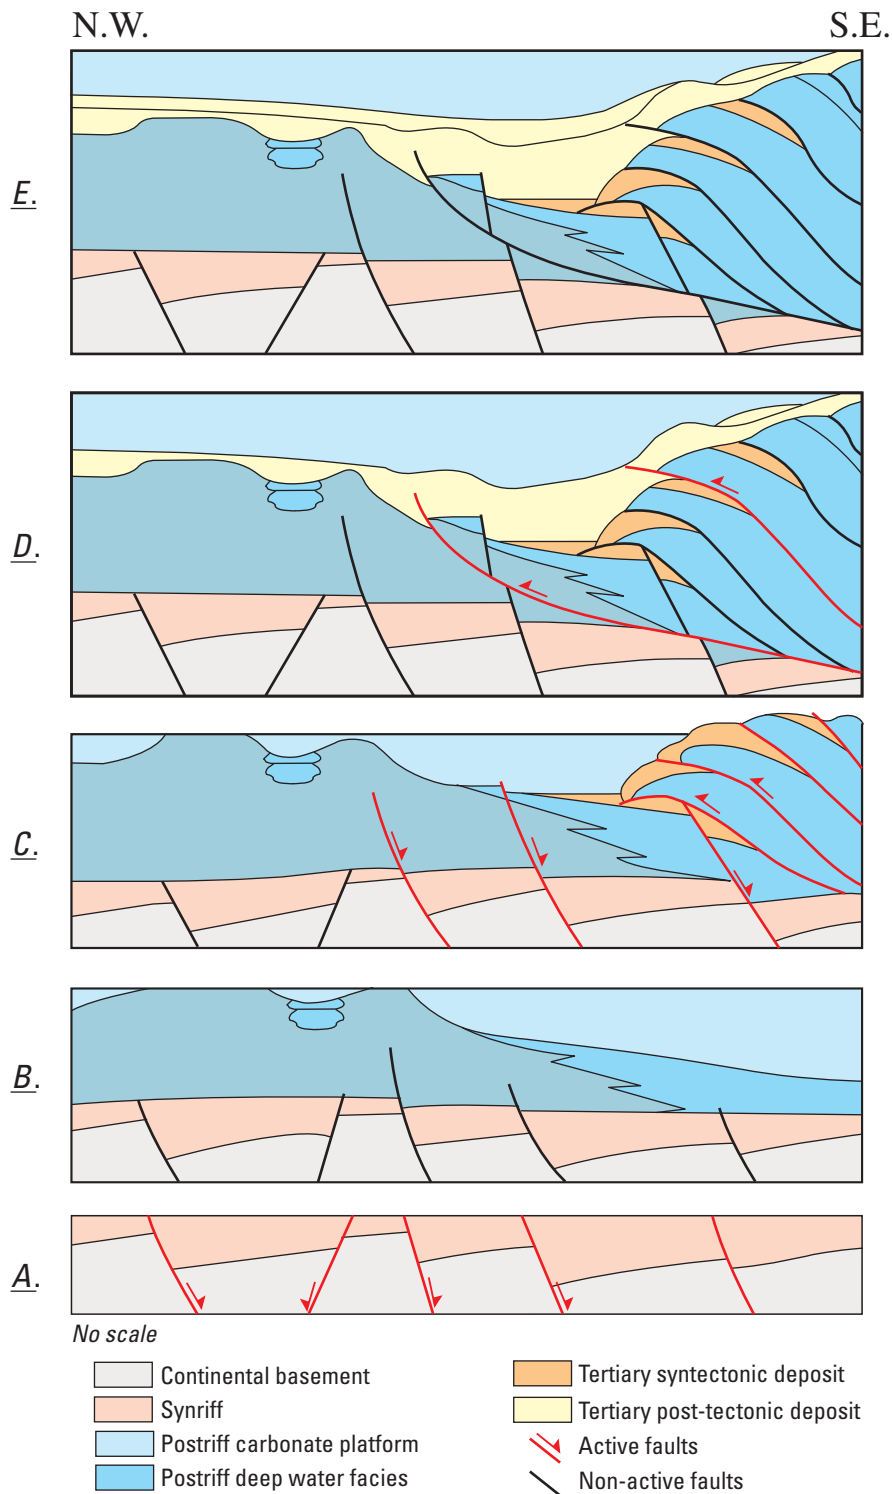 N.W. S.E.
E.
D.
C.
B.
A.
No scale
Continental basement
Synriff
Postriff carbonate platform
Postriff deep water facies
Tertiary syntectonic deposit
Tertiary post-tectonic deposit
Active faults
Non-active faults